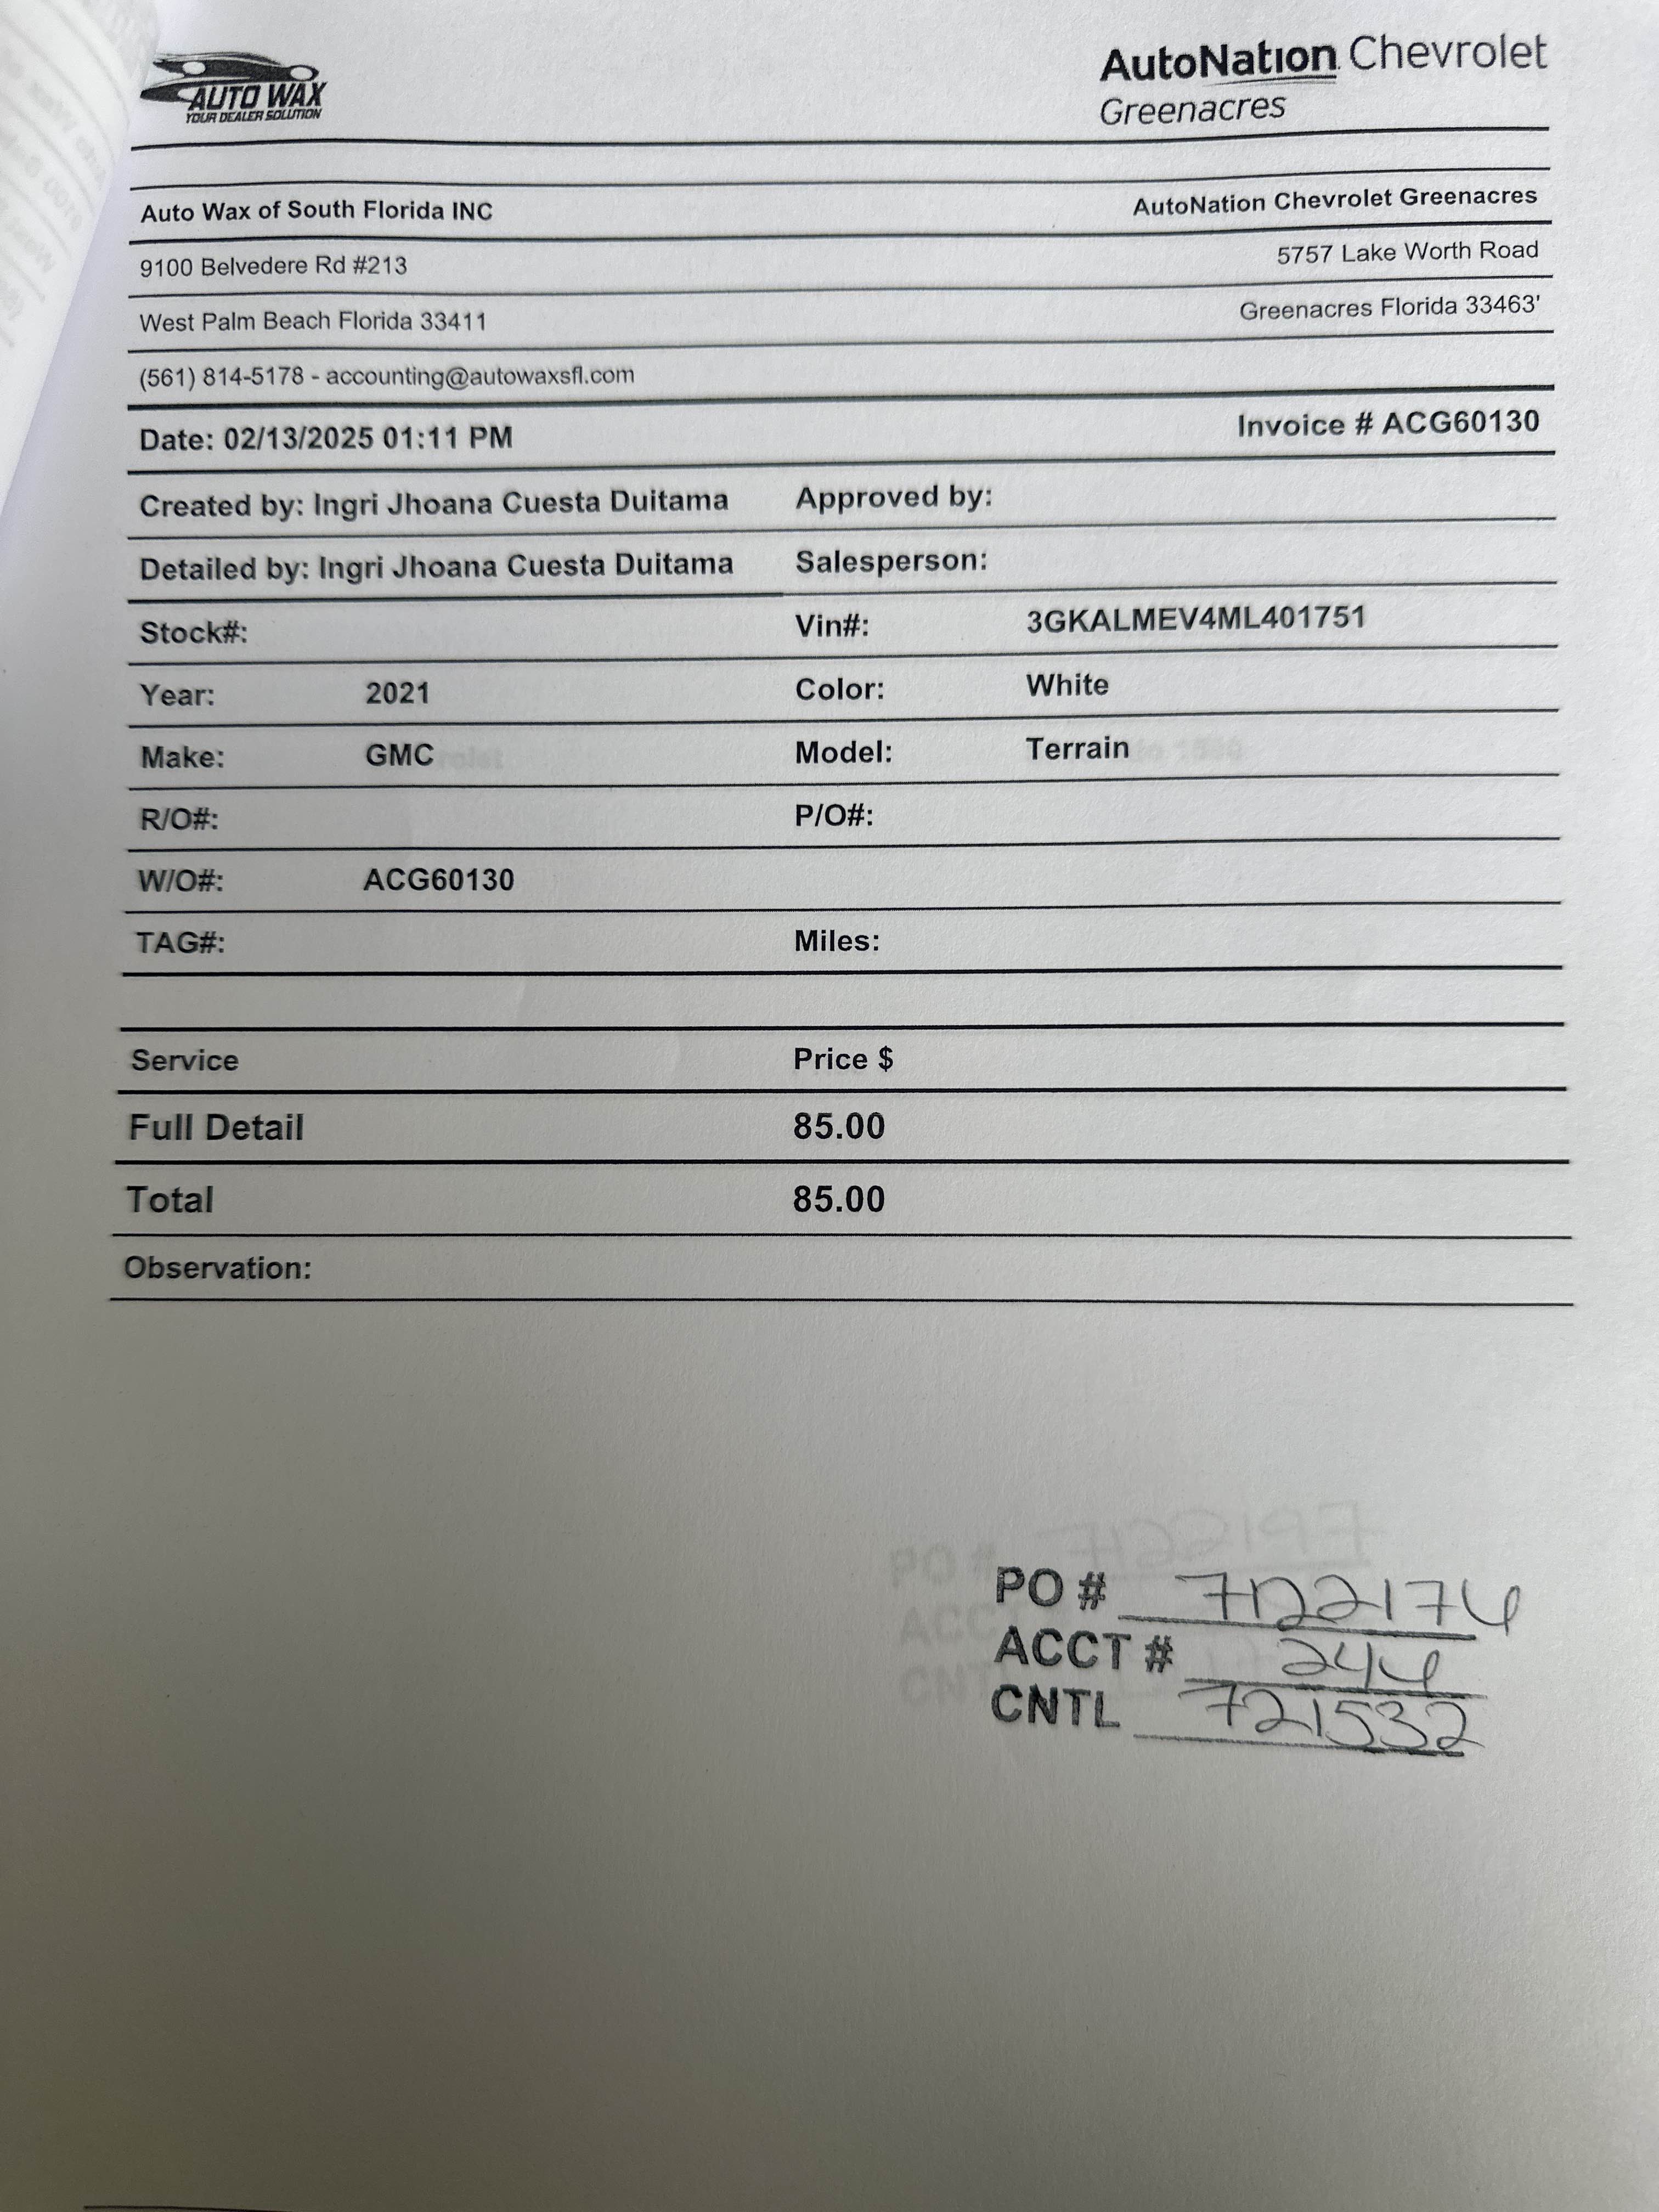 AUTO WAX
YOUR DEALER SOLUTION
AutoNation Chevrolet
Greenacres
Auto Wax of South Florida INC
AutoNation Chevrolet Greenacres
9100 Belvedere Rd #213
5757 Lake Worth Road
West Palm Beach Florida 33411
Greenacres Florida 33463'
(561) 814-5178 - accounting@autowaxsfl.com
Date: 02/13/2025 01:11 PM
Invoice # ACG60130
Created by: Ingri Jhoana Cuesta Duitama Approved by:
Detailed by: Ingri Jhoana Cuesta Duitama Salesperson:
Stock#: Vin#: 3GKALMEV4ML401751
Year: 2021 Color: White
Make: GMC Model: Terrain
R/O#: P/O#:
W/O#: ACG60130
TAG#: Miles:
Service Price $
Full Detail 85.00
Total 85.00
Observation:
PO #
ACCT # 244
CNTL 721532